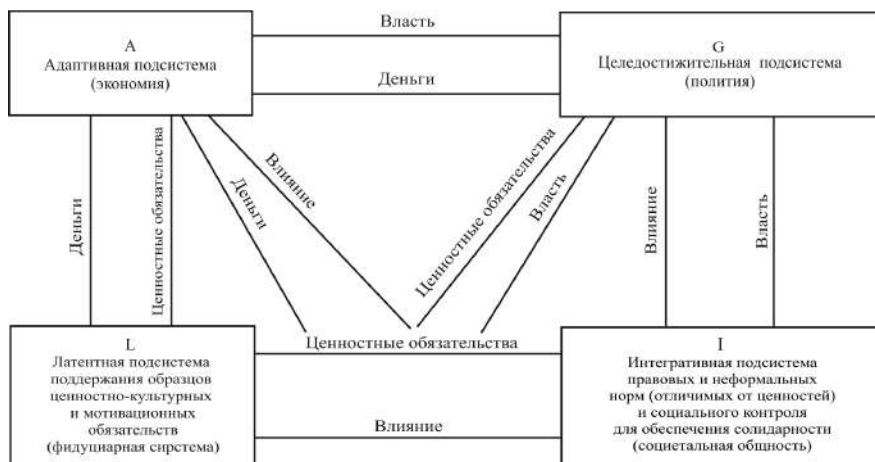 Власть
A
Адаптивная подсистема
(экономия)
G
Целедостижительная подсистема
(полития)
Деньги
Деньги
Ценностные обязательства
Деньги
Влияние
Ценностные обязательства
Власть
Влияние
Власть
L
Латентная подсистема
поддержания образцов
ценностно-культурных
и мотивационных
обязательств
(фидуциарная сирстема)
Ценностные обязательства
Влияние
I
Интегративная подсистема
правовых и неформальных
норм (отличимых от ценностей)
и социального контроля
для обеспечения солидарности
(социетальная общность)